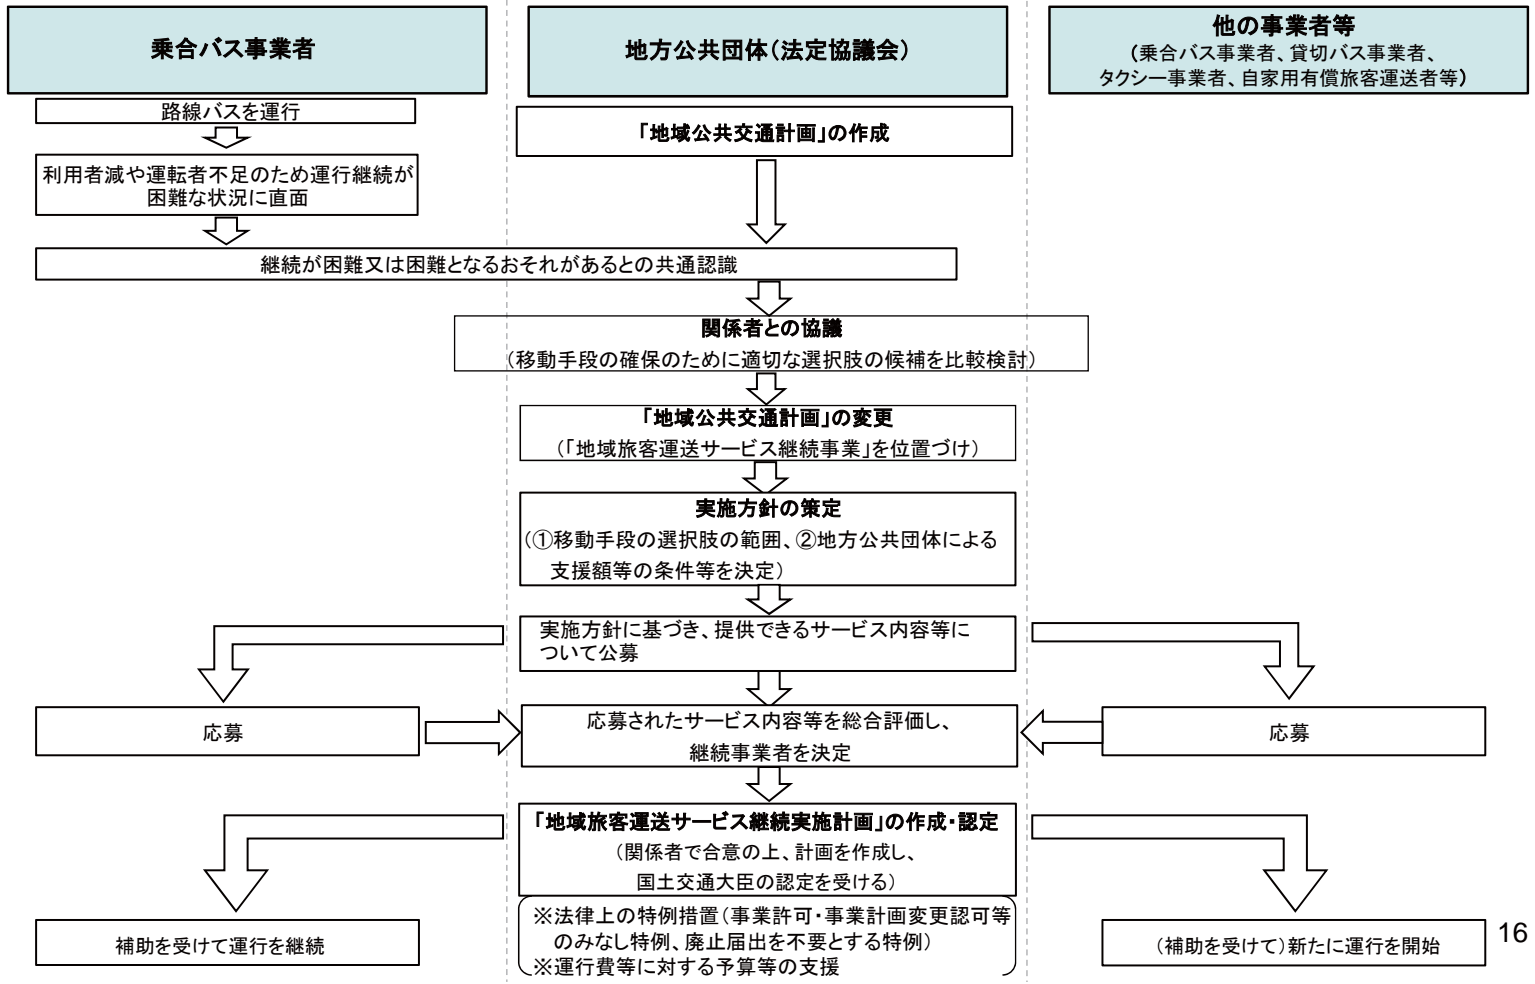 乗合バス事業者
地方公共団体(法定協議会)
他の事業者等
(乗合バス事業者、貸切バス事業者、
タクシー事業者、自家用有償旅客運送者等)
路線バスを運行
「地域公共交通計画」の作成
利用者減や運転者不足のため運行継続が
困難な状況に直面
継続が困難又は困難となるおそれがあるとの共通認識
関係者との協議
(移動手段の確保のために適切な選択肢の候補を比較検討)
「地域公共交通計画」の変更
(「地域旅客運送サービス継続事業」を位置づけ)
実施方針の策定
(①移動手段の選択肢の範囲、②地方公共団体による
支援額等の条件等を決定)
実施方針に基づき、提供できるサービス内容等に
ついて公募
応募
応募されたサービス内容等を総合評価し、
継続事業者を決定
応募
「地域旅客運送サービス継続実施計画」の作成・認定
(関係者で合意の上、計画を作成し、
国土交通大臣の認定を受ける)
※法律上の特例措置(事業許可・事業計画変更認可等
のみなし特例、廃止届出を不要とする特例)
※運行費等に対する予算等の支援
補助を受けて運行を継続
(補助を受けて)新たに運行を開始
16